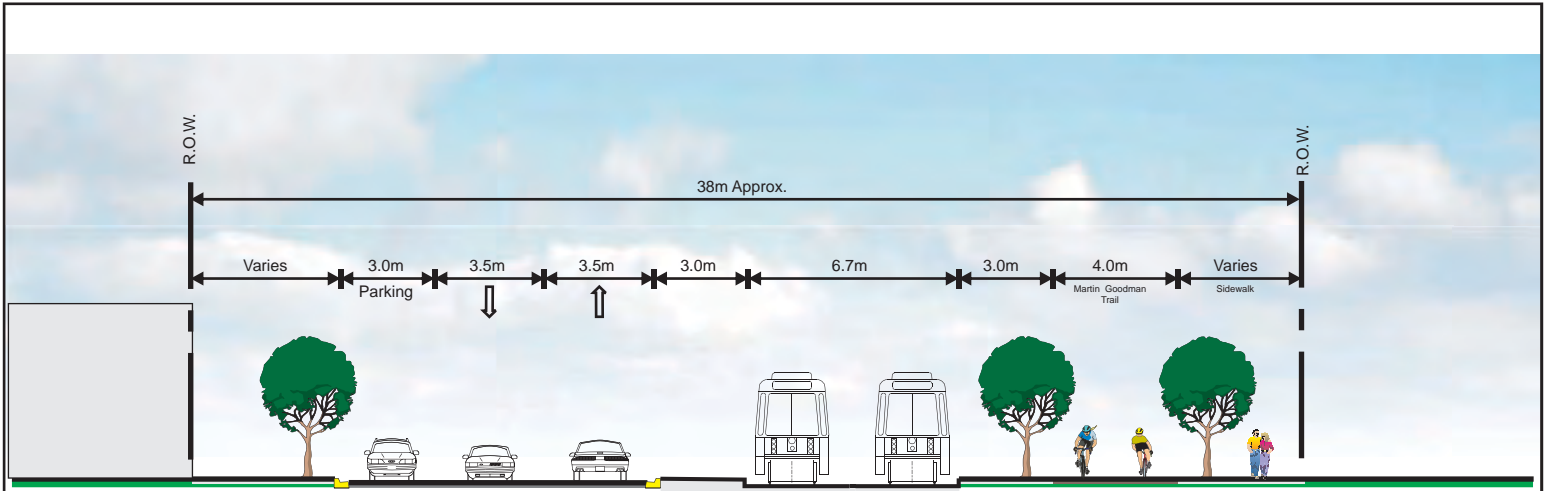 R.O.W.
R.O.W.
38m Approx.
Varies
3.0m
3.5m
3.5m
3.0m
6.7m
3.0m
4.0m
Varies
Parking
Martin Goodman
Trail
Sidewalk